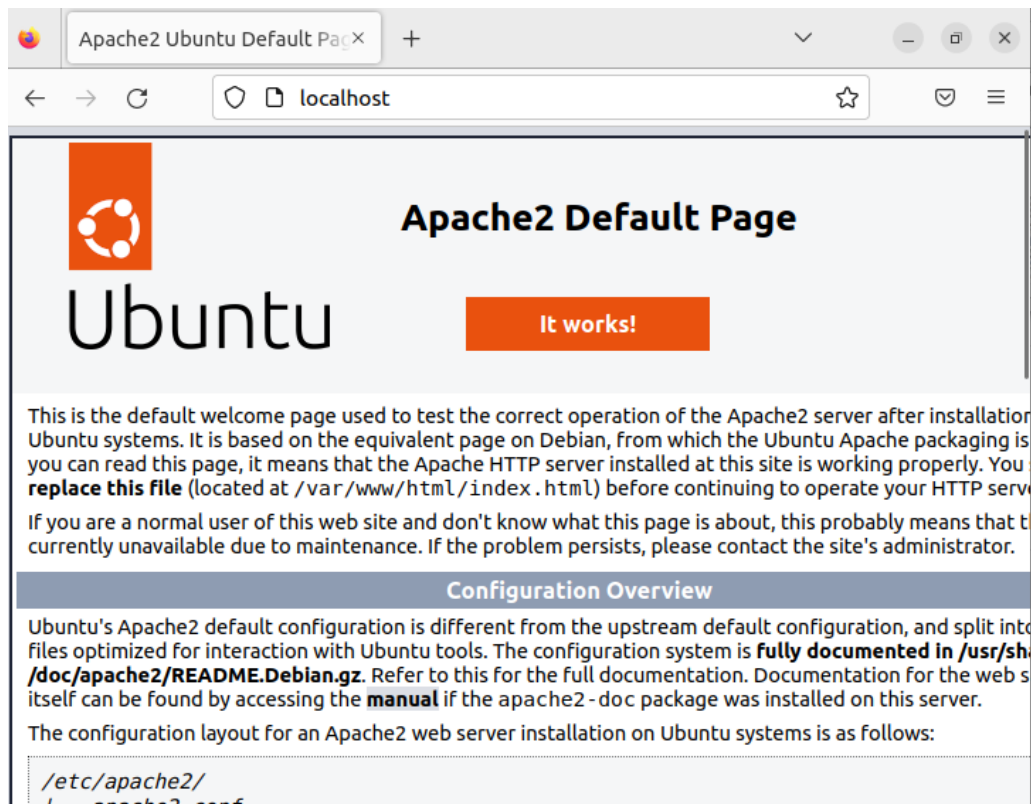 Apache2 Ubuntu Default Pag
localhost
Ubuntu
Apache2 Default Page
It works!
This is the default welcome page used to test the correct operation of the Apache2 server after installation
Ubuntu systems. It is based on the equivalent page on Debian, from which the Ubuntu Apache packaging is
you can read this page, it means that the Apache HTTP server installed at this site is working properly. You
replace this file (located at /var/www/html/index.html) before continuing to operate your HTTP serve
If you are a normal user of this web site and don't know what this page is about, this probably means that t
currently unavailable due to maintenance. If the problem persists, please contact the site's administrator.
Configuration Overview
Ubuntu's Apache2 default configuration is different from the upstream default configuration, and split into
files optimized for interaction with Ubuntu tools. The configuration system is fully documented in /usr/sha
/doc/apache2/README.Debian.gz. Refer to this for the full documentation. Documentation for the web s
itself can be found by accessing the manual if the apache2-doc package was installed on this server.
The configuration layout for an Apache2 web server installation on Ubuntu systems is as follows:
/etc/apache2/